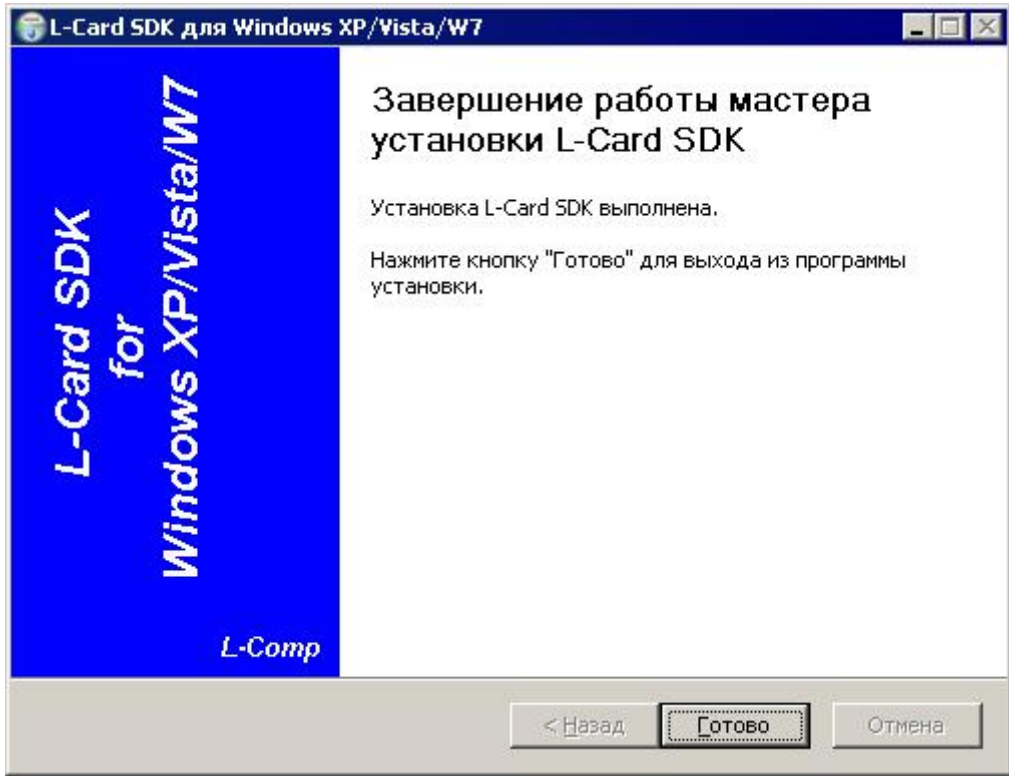 L-Card SDK для Windows XP/Vista/W7
L-Card SDK
for
Windows XP/Vista/W7
L-Comp
Завершение работы мастера
установки L-Card SDK
Установка L-Card SDK выполнена.
Нажмите кнопку "Готово" для выхода из программы
установки.
< Назад
Готово
Отмена